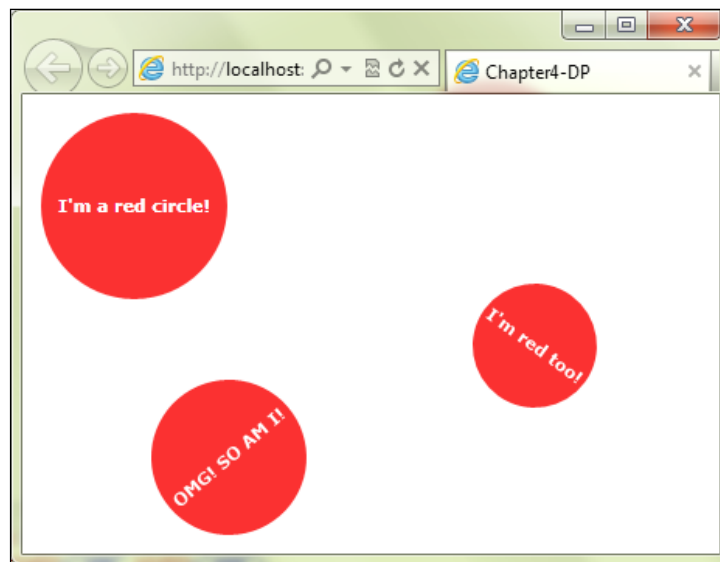 http://localhost:
Chapter4-DP
I'm a red circle!
I'm red too!
OMG! SO AM I!